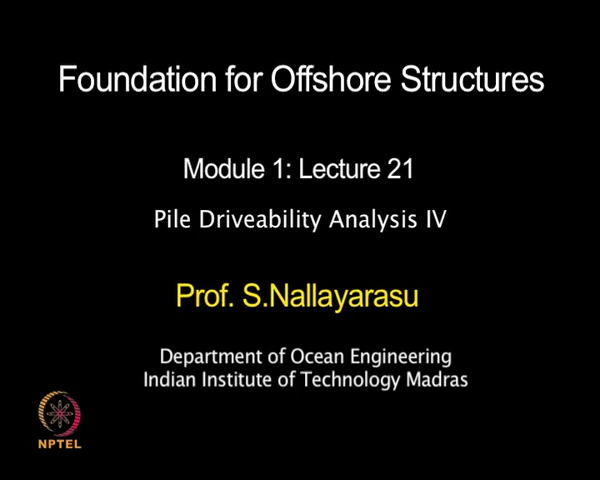 Foundation for Offshore Structures
Module 1: Lecture 21
Pile Driveability Analysis IV
Prof. S.Nallayarasu
Department of Ocean Engineering
Indian Institute of Technology Madras
NPTEL